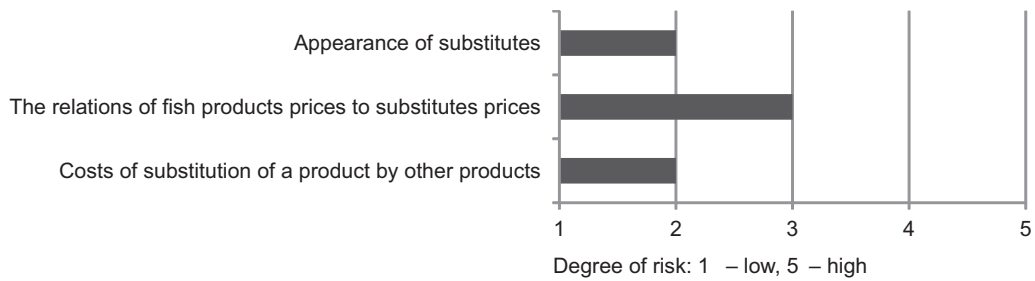 Appearance of substitutes
The relations of fish products prices to substitutes prices
Costs of substitution of a product by other products
1 2 3 4 5
Degree of risk: 1 – low, 5 – high